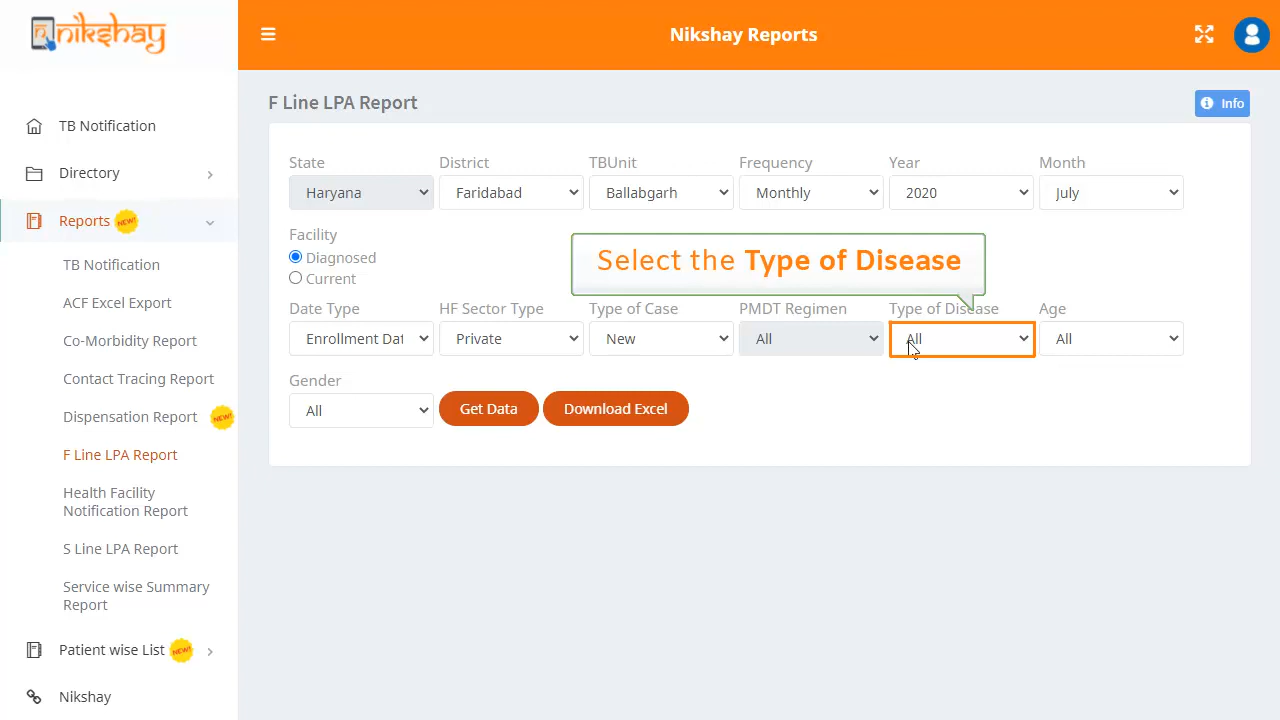 nikshay
Nikshay Reports
TB Notification
Directory
Reports NEW!
TB Notification
ACF Excel Export
Co-Morbidity Report
Contact Tracing Report
Dispensation Report NEW!
F Line LPA Report
Health Facility
Notification Report
S Line LPA Report
Service wise Summary
Report
Patient wise List NEW!
Nikshay
F Line LPA Report
Info
State District TBUnit Frequency Year Month
Haryana Faridabad Ballabgarh Monthly 2020 July
Facility
Diagnosed
Current
Select the Type of Disease
Date Type HF Sector Type Type of Case PMDT Regimen Type of Disease Age
Enrollment Dat Private New All All All
Gender
All Get Data Download Excel